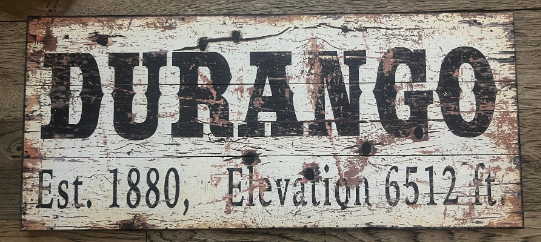 DURANGO
Est. 1880, Elevation 6512 ft.